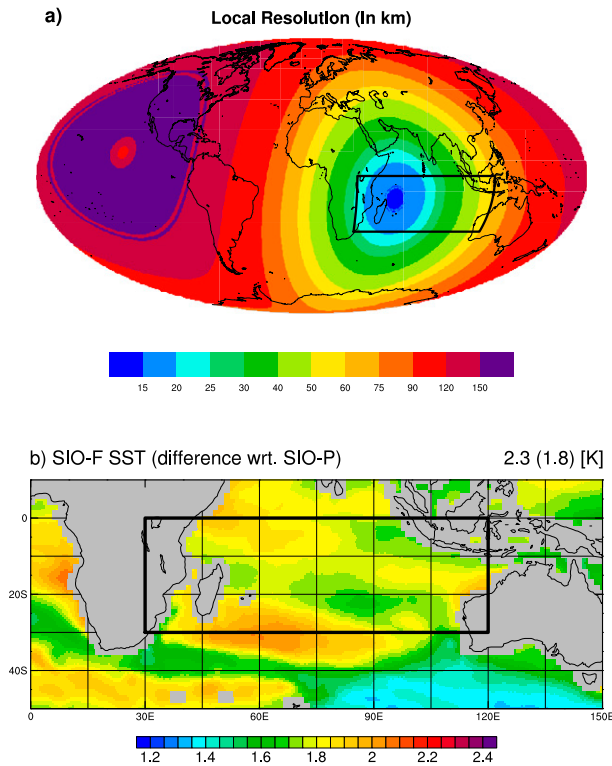 a)
Local Resolution (In km)
15 20 25 30 40 50 60 75 90 120 150
b) SIO-F SST (difference wrt. SIO-P) 2.3 (1.8) [K]
0
20S
40S
0 30E 60E 90E 120E 150E
1.2 1.4 1.6 1.8 2 2.2 2.4